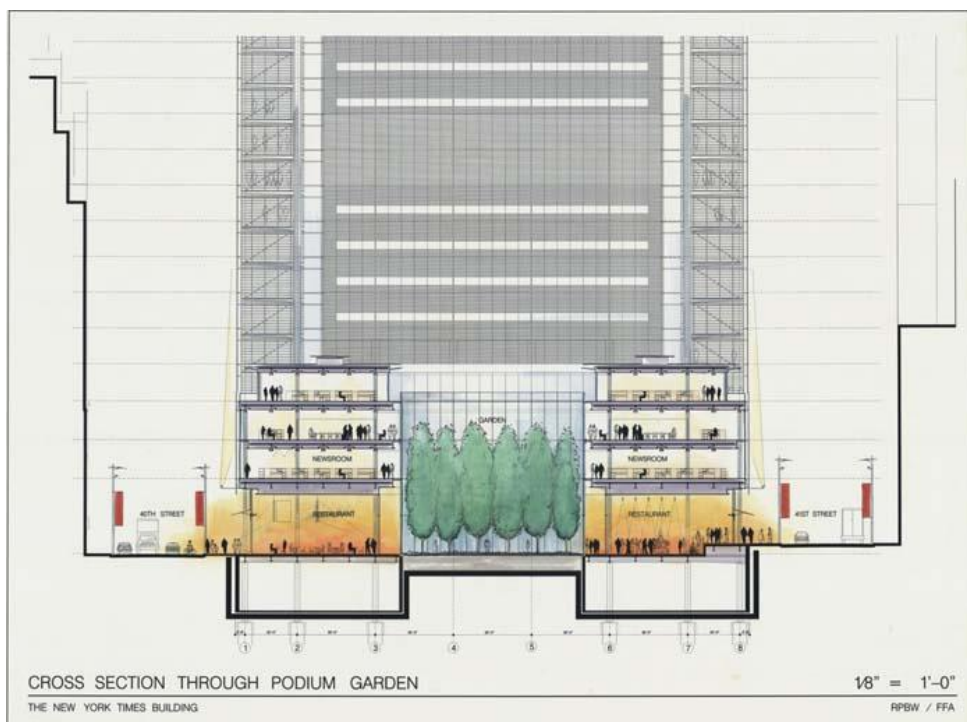 GARDEN
NEWSROOM
NEWSROOM
40TH STREET
RESTAURANT
RESTAURANT
41ST STREET
1 2 3 4 5 6 7 8
CROSS SECTION THROUGH PODIUM GARDEN
1/8" = 1'-0"
THE NEW YORK TIMES BUILDING
RPBW / FFA